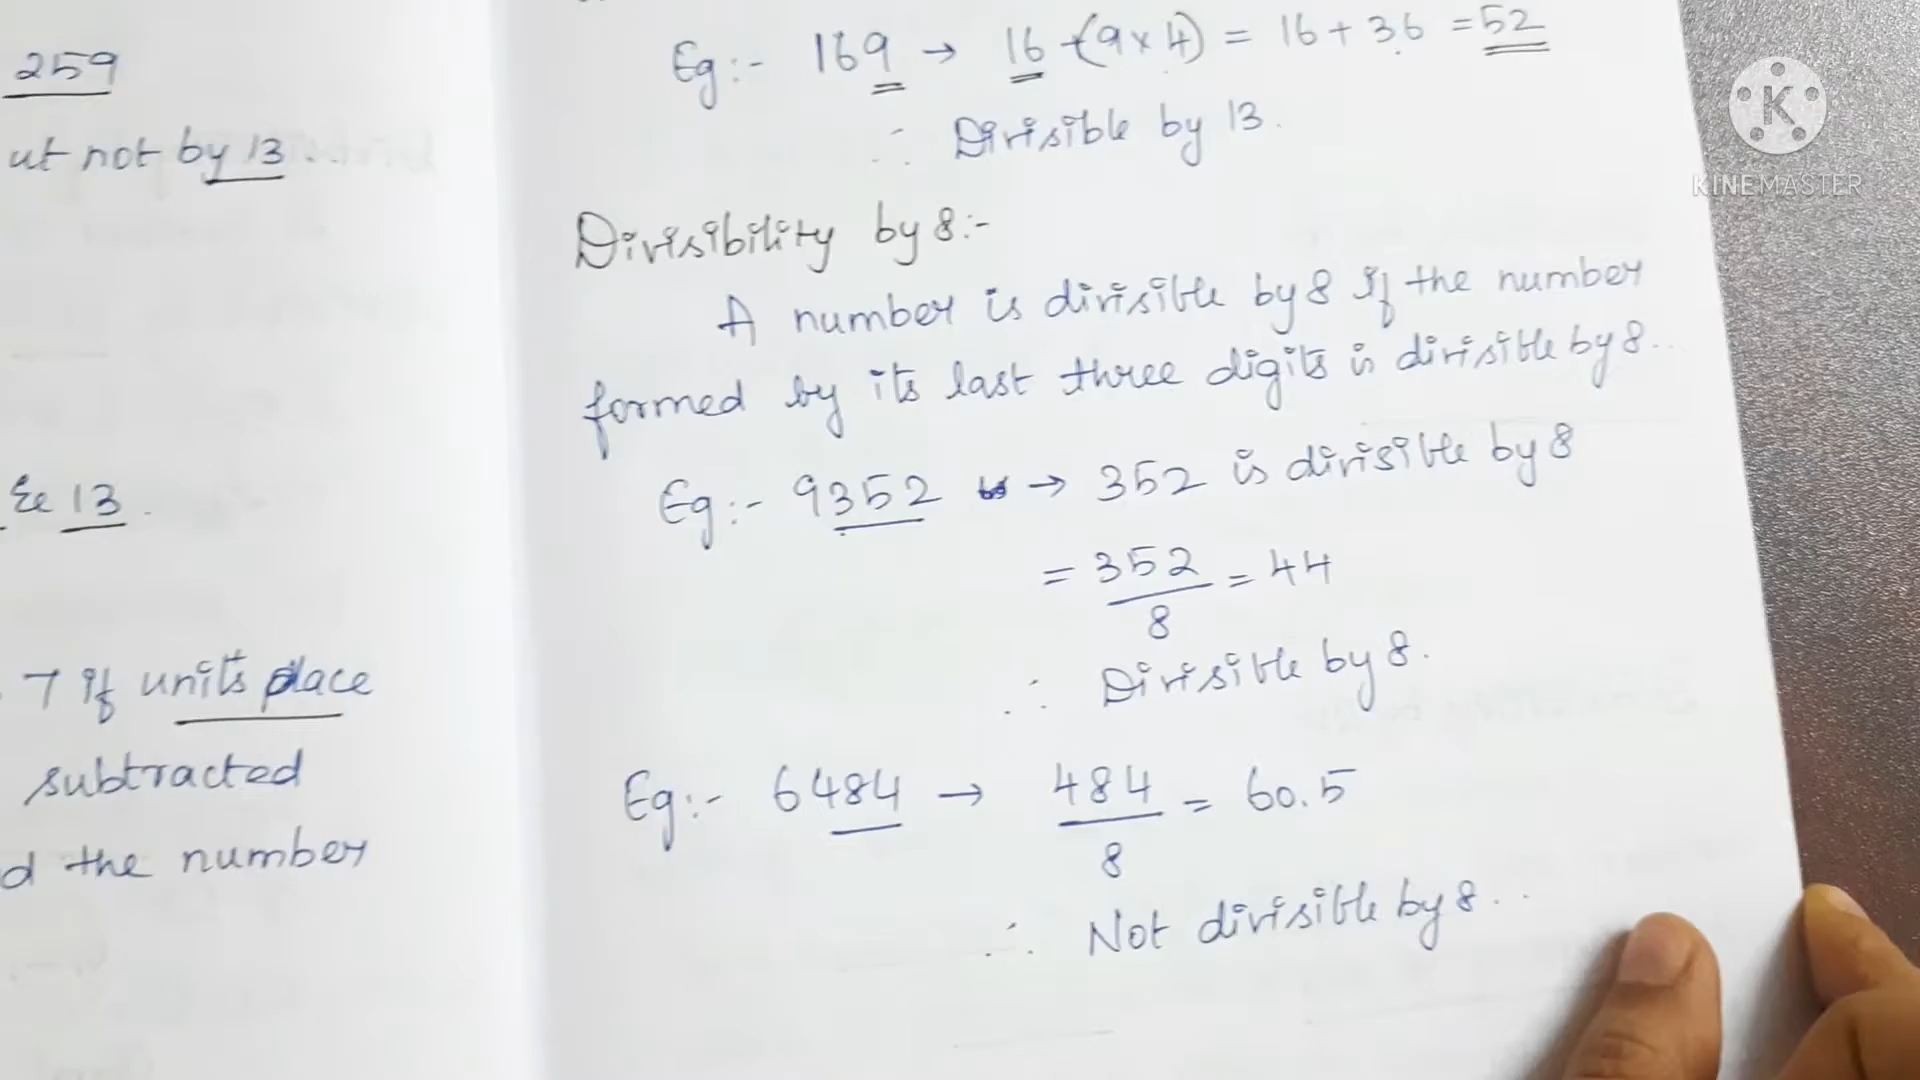 259
ut not by 13..
& 13.
7 if units place
subtracted
d the number
Eg:- 169 → 16 +(9×4) = 16+36 = 52
∴ Divisible by 13.
Divisibility by 8:-
A number is divisible by 8 if the number
formed by its last three digits is divisible by 8..
Eg:- 9352 → 352 is divisible by 8
= 352/8 = 44
∴ Divisible by 8.
Eg:- 6484 → 484/8 = 60.5
∴ Not divisible by 8..
K
KINEMASTER